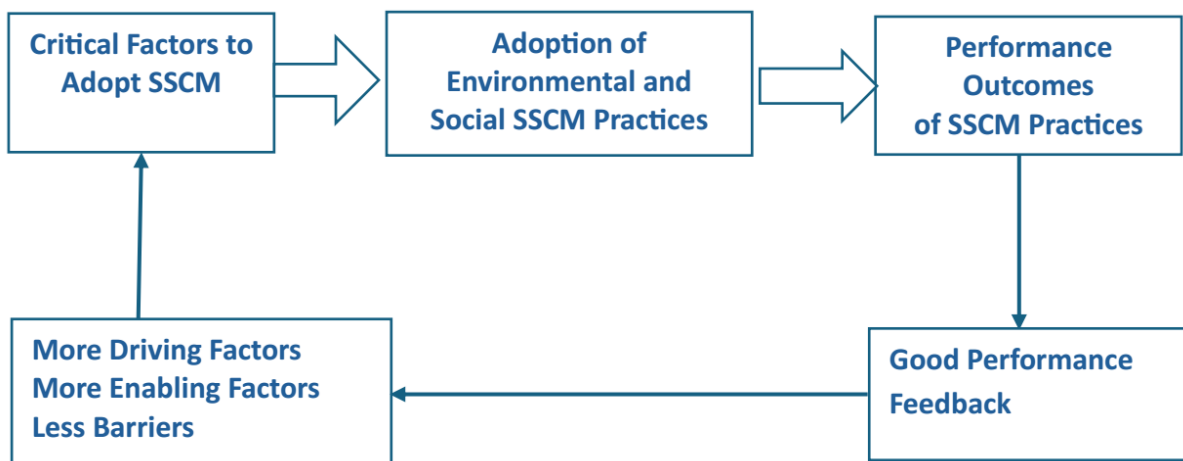 Critical Factors to
Adopt SSCM
Adoption of
Environmental and
Social SSCM Practices
Performance
Outcomes
of SSCM Practices
More Driving Factors
More Enabling Factors
Less Barriers
Good Performance
Feedback